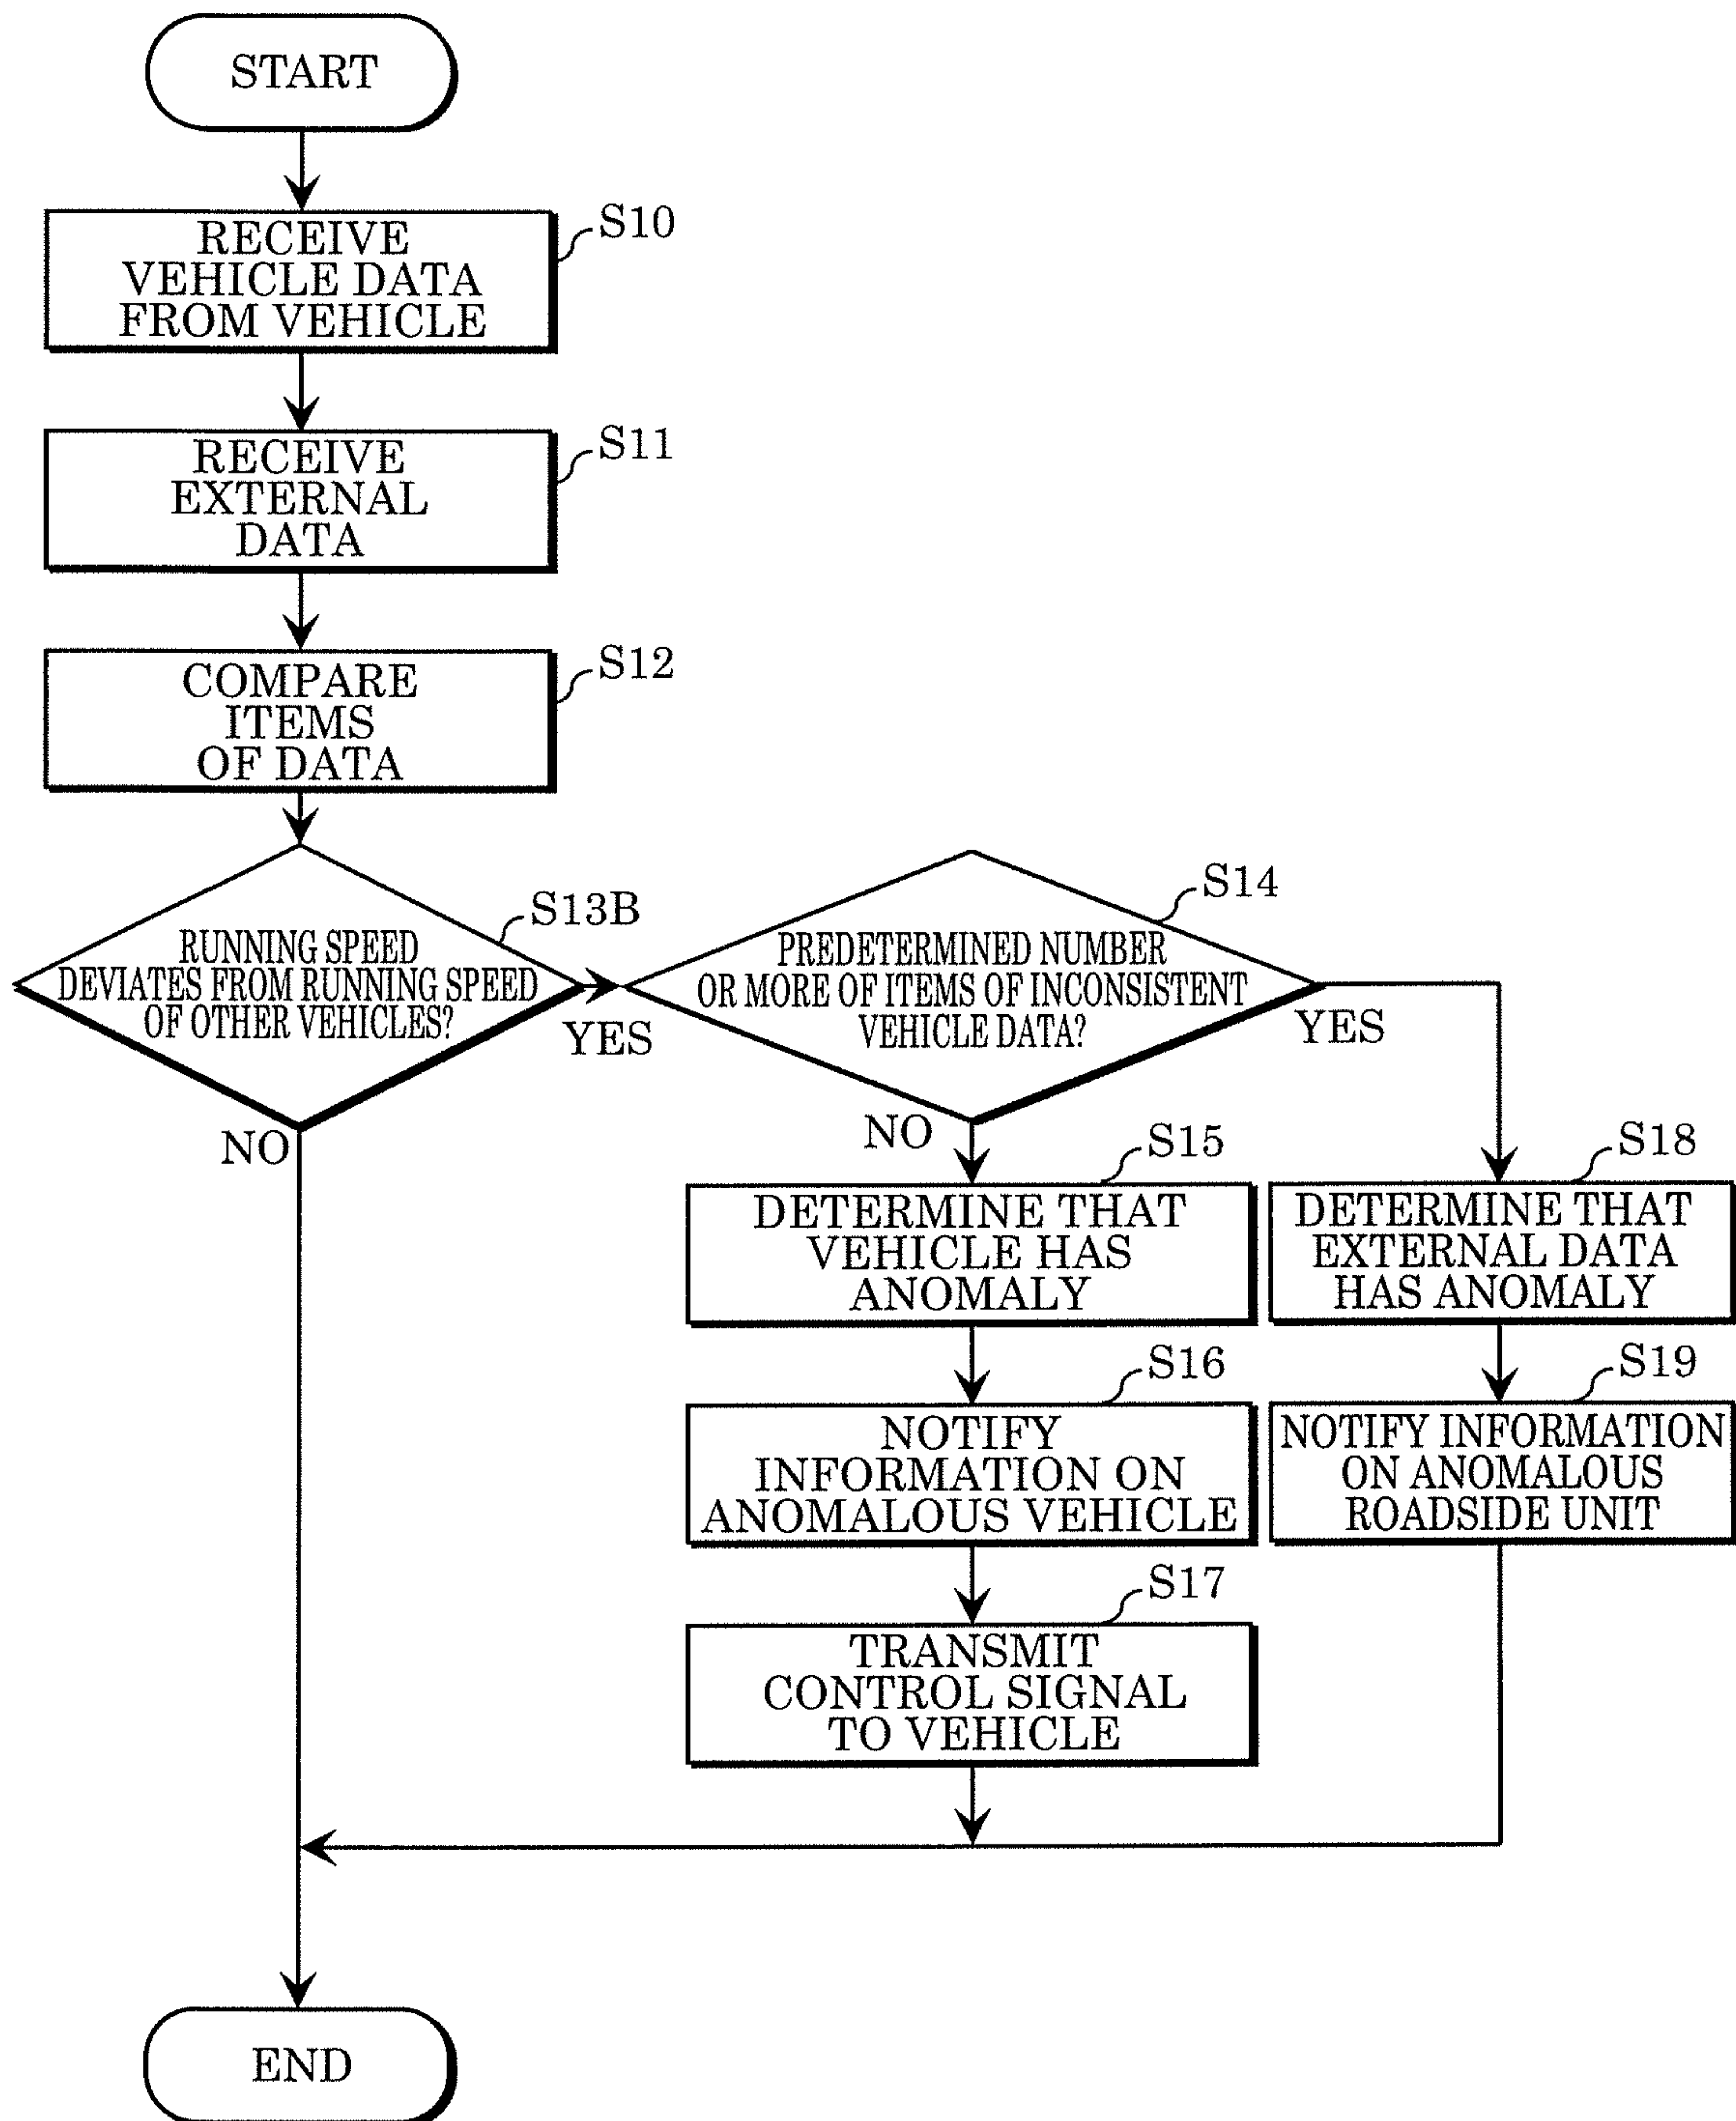 START
S10
RECEIVE
VEHICLE DATA
FROM VEHICLE
S11
RECEIVE
EXTERNAL
DATA
S12
COMPARE
ITEMS
OF DATA
S13B
RUNNING SPEED
DEVIATES FROM RUNNING SPEED
OF OTHER VEHICLES?
YES
NO
S14
PREDETERMINED NUMBER
OR MORE OF ITEMS OF INCONSISTENT
VEHICLE DATA?
YES
NO
S15
DETERMINE THAT
VEHICLE HAS
ANOMALY
S18
DETERMINE THAT
EXTERNAL DATA
HAS ANOMALY
S16
NOTIFY
INFORMATION ON
ANOMALOUS VEHICLE
S19
NOTIFY INFORMATION
ON ANOMALOUS
ROADSIDE UNIT
S17
TRANSMIT
CONTROL SIGNAL
TO VEHICLE
END